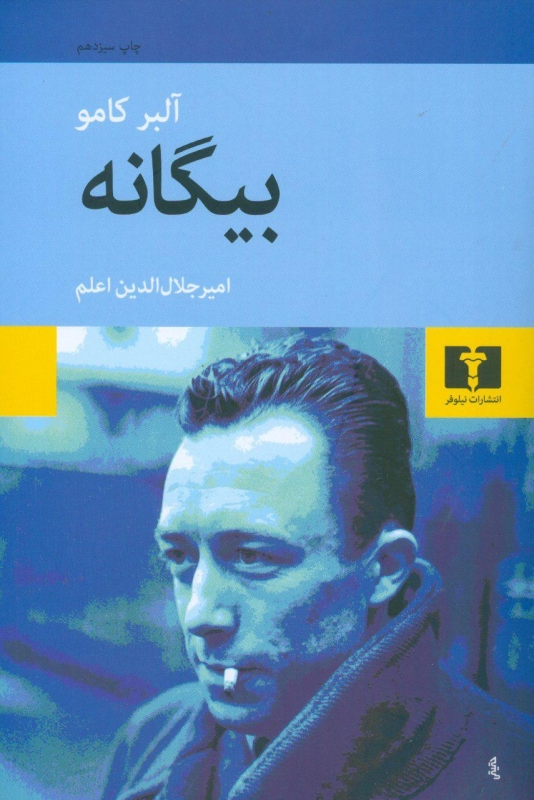 چاپ سیزدهم
آلبر کامو
بیگانه
امیرجلال‌الدین اعلم
انتشارات نیلوفر